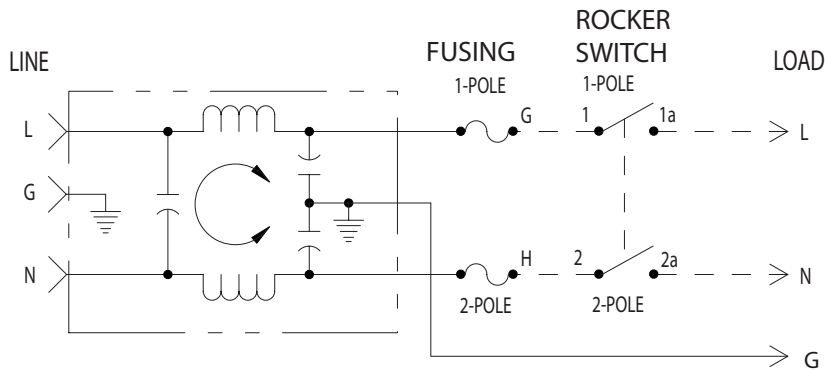 ROCKER
SWITCH
FUSING
LINE
LOAD
1-POLE
1-POLE
L
G
1
1a
L
G
N
H
2
2a
N
2-POLE
2-POLE
G